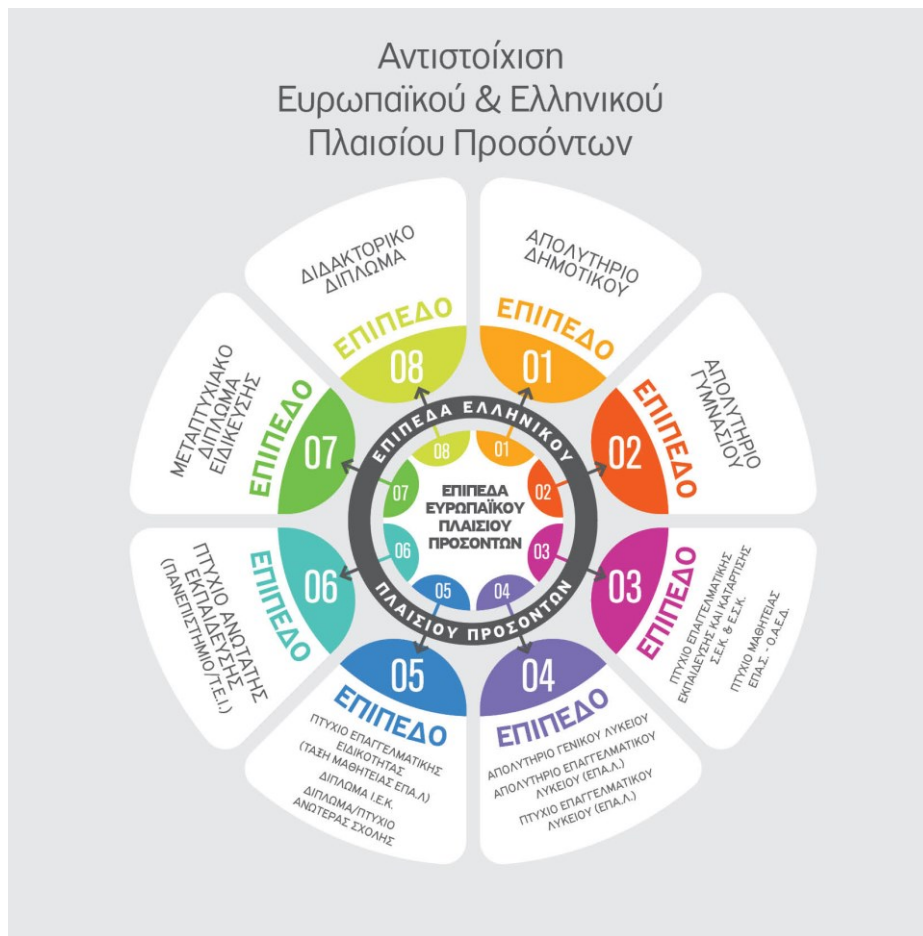 Αντιστοίχιση
Ευρωπαϊκού & Ελληνικού
Πλαισίου Προσόντων
ΑΠΟΛΥΤΗΡΙΟ
ΔΗΜΟΤΙΚΟΥ
ΕΠΙΠΕΔΟ
01
ΑΠΟΛΥΤΗΡΙΟ
ΓΥΜΝΑΣΙΟΥ
ΕΠΙΠΕΔΟ
02
ΕΠΙΠΕΔΟ
03
ΠΤΥΧΙΟ ΕΠΑΓΓΕΛΜΑΤΙΚΗΣ
ΕΚΠΑΙΔΕΥΣΗΣ ΚΑΙ ΚΑΤΑΡΤΙΣΗΣ
Σ.Ε.Κ. & Ε.Σ.Κ.
ΠΤΥΧΙΟ ΜΑΘΗΤΕΙΑΣ
ΕΠΑ.Σ. - Ο.Α.Ε.Δ.
04
ΕΠΙΠΕΔΟ
ΑΠΟΛΥΤΗΡΙΟ ΓΕΝΙΚΟΥ ΛΥΚΕΙΟΥ
ΑΠΟΛΥΤΗΡΙΟ ΕΠΑΓΓΕΛΜΑΤΙΚΟΥ
ΛΥΚΕΙΟΥ (ΕΠΑ.Λ.)
ΠΤΥΧΙΟ ΕΠΑΓΓΕΛΜΑΤΙΚΟΥ
ΛΥΚΕΙΟΥ (ΕΠΑ.Λ.)
05
ΕΠΙΠΕΔΟ
ΠΤΥΧΙΟ ΕΠΑΓΓΕΛΜΑΤΙΚΗΣ
ΕΙΔΙΚΟΤΗΤΑΣ
(ΤΑΞΗ ΜΑΘΗΤΕΙΑΣ ΕΠΑ.Λ)
ΔΙΠΛΩΜΑ Ι.Ε.Κ.
ΔΙΠΛΩΜΑ/ΠΤΥΧΙΟ
ΑΝΩΤΕΡΑΣ ΣΧΟΛΗΣ
06
ΕΠΙΠΕΔΟ
ΠΤΥΧΙΟ ΑΝΩΤΑΤΗΣ
ΕΚΠΑΙΔΕΥΣΗΣ
(ΠΑΝΕΠΙΣΤΗΜΙΟ/Τ.Ε.Ι.)
07
ΕΠΙΠΕΔΟ
ΜΕΤΑΠΤΥΧΙΑΚΟ
ΔΙΠΛΩΜΑ
ΕΙΔΙΚΕΥΣΗΣ
ΔΙΔΑΚΤΟΡΙΚΟ
ΔΙΠΛΩΜΑ
ΕΠΙΠΕΔΟ
08
ΕΠΙΠΕΔΑ ΕΛΛΗΝΙΚΟΥ
ΠΛΑΙΣΙΟΥ ΠΡΟΣΟΝΤΩΝ
01
02
03
04
05
06
07
08
ΕΠΙΠΕΔΑ
ΕΥΡΩΠΑΪΚΟΥ
ΠΛΑΙΣΙΟΥ
ΠΡΟΣΟΝΤΩΝ